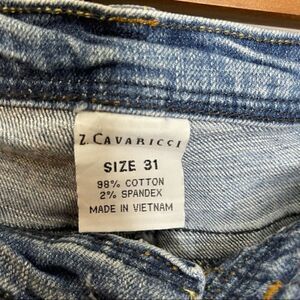 Z. CAVARICCI
SIZE 31
98% COTTON
2% SPANDEX
MADE IN VIETNAM